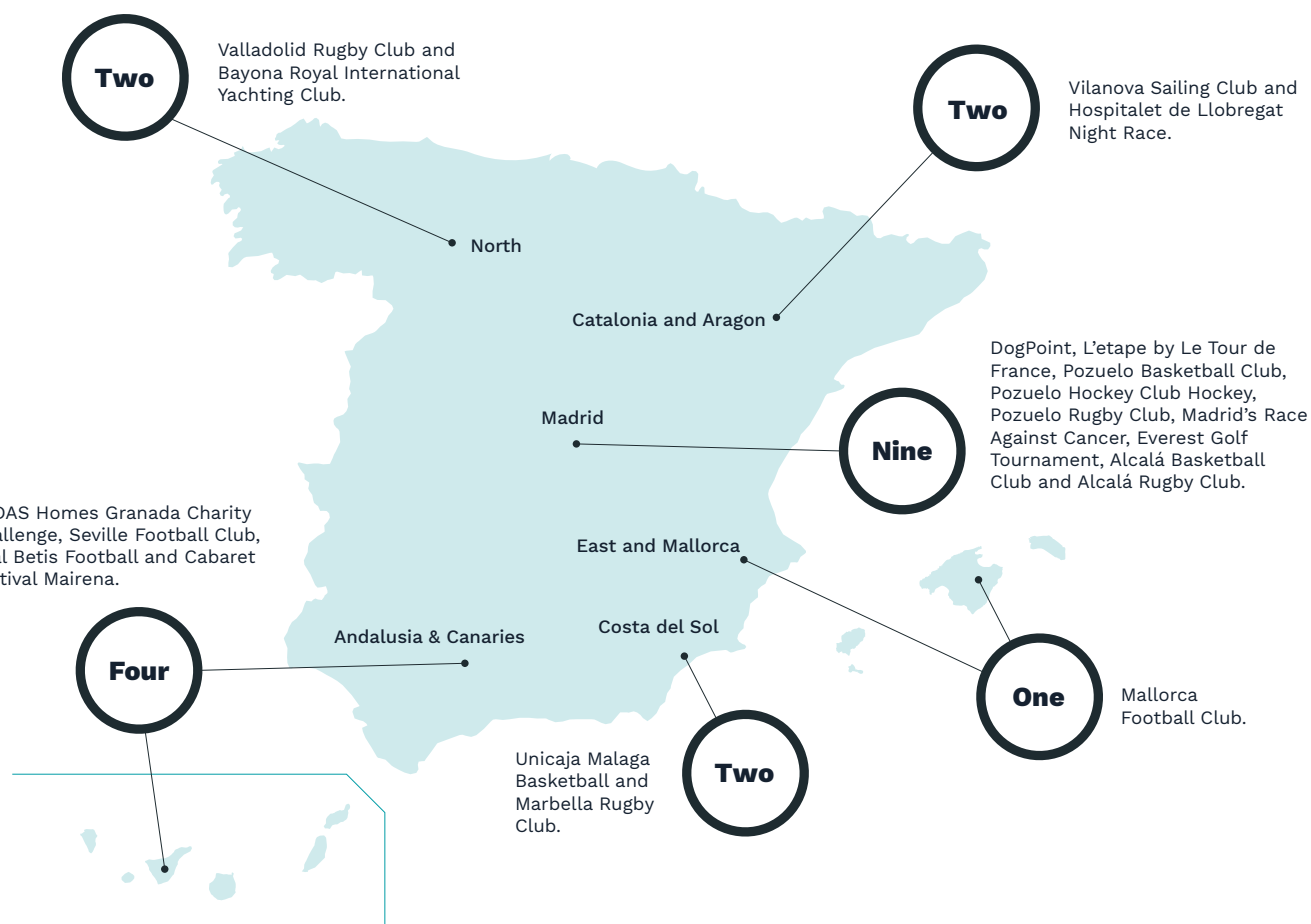 Two
Valladolid Rugby Club and
Bayona Royal International
Yachting Club.
Two
Vilanova Sailing Club and
Hospitalet de Llobregat
Night Race.
North
Catalonia and Aragon
DogPoint, L’etape by Le Tour de
France, Pozuelo Basketball Club,
Pozuelo Hockey Club Hockey,
Pozuelo Rugby Club, Madrid’s Race
Against Cancer, Everest Golf
Tournament, Alcalá Basketball
Club and Alcalá Rugby Club.
Madrid
Nine
Homes Granada Charity
Seville Football Club,
Betis Football and Cabaret
Mairena.
East and Mallorca
Costa del Sol
Andalusia & Canaries
Four
One
Mallorca
Football Club.
Unicaja Malaga
Basketball and
Marbella Rugby
Club.
Two